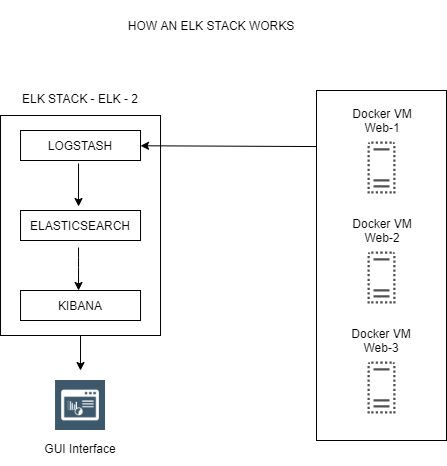 HOW AN ELK STACK WORKS
ELK STACK - ELK - 2
LOGSTASH
ELASTICSEARCH
KIBANA
GUI Interface
Docker VM
Web-1
Docker VM
Web-2
Docker VM
Web-3